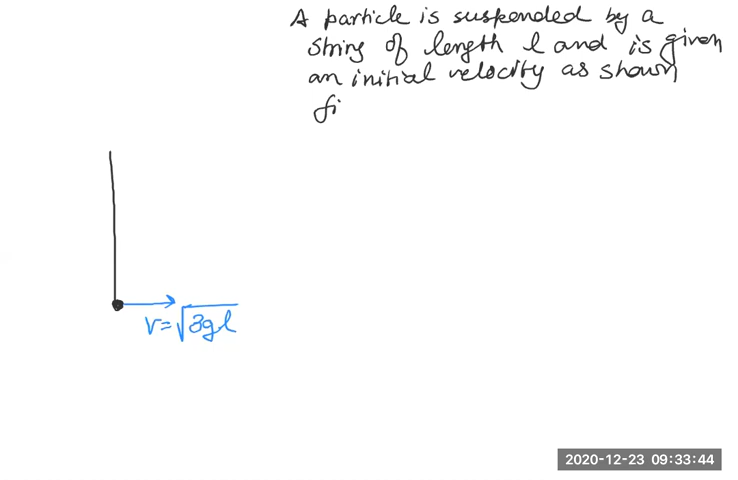 A particle is suspended by a
string of length l and is given
an initial velocity as shown
fi
v=√3gl
2020-12-23 09:33:44